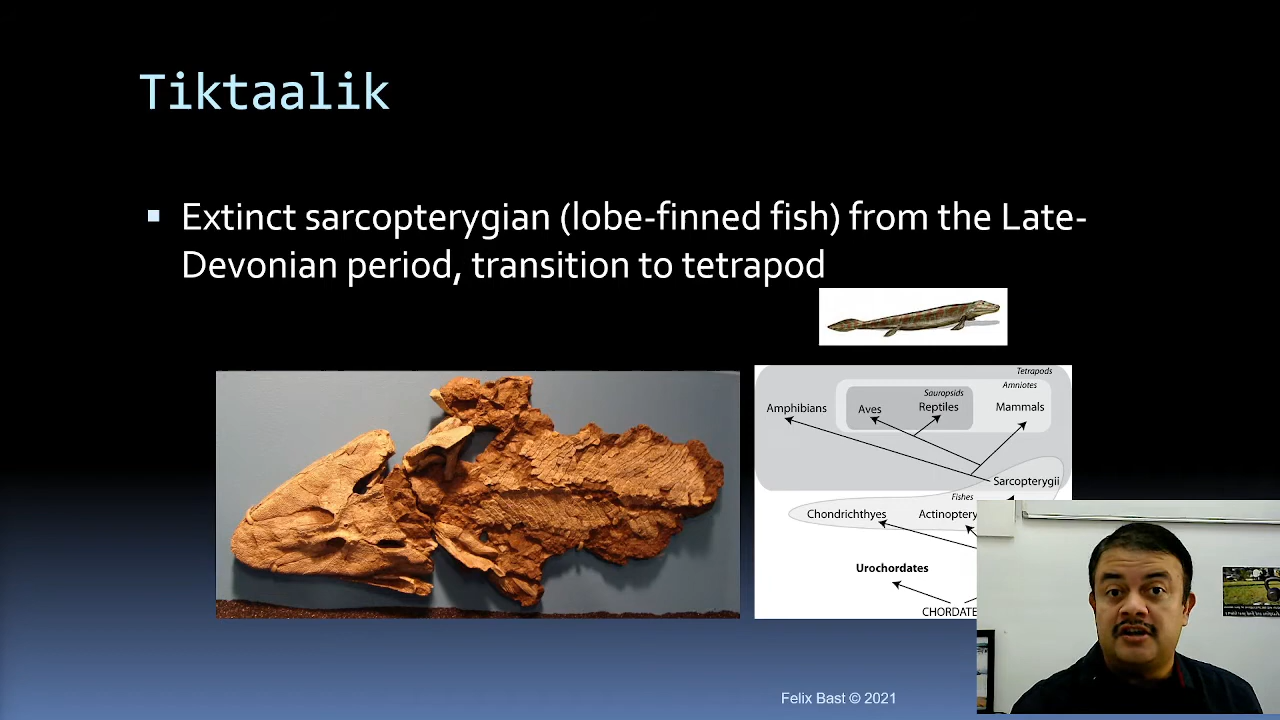 Tiktaalik
Extinct sarcopterygian (lobe-finned fish) from the Late-
Devonian period, transition to tetrapod
Tetrapods
Amniotes
Sauropsids
Amphibians Aves Reptiles Mammals
Sarcopterygii
Fishes
Chondrichthyes Actinoptery
Urochordates
CHORDATE
Felix Bast © 2021